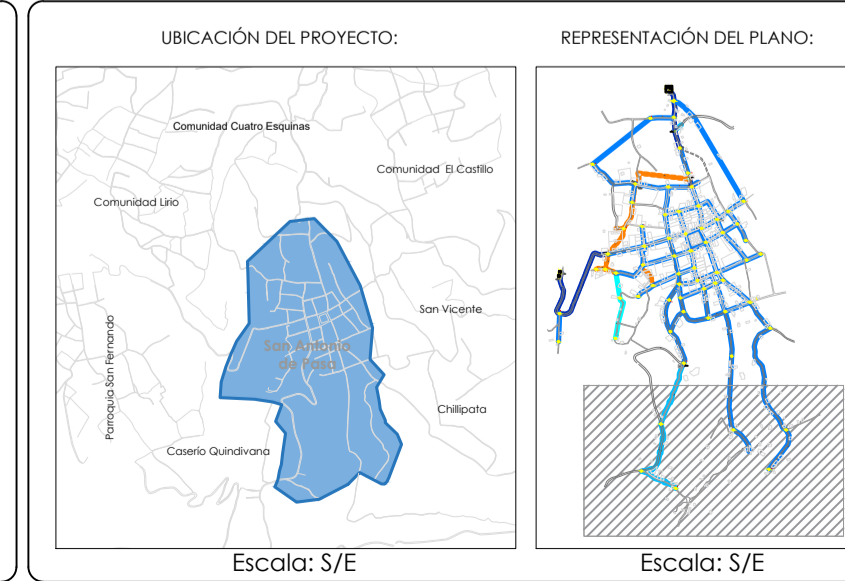 UBICACIÓN DEL PROYECTO:
REPRESENTACIÓN DEL PLANO:
Comunidad Cuatro Esquinas
Comunidad El Castillo
Comunidad Lirio
San Vicente
Parroquia San Fernando
San Antonio
de Pasa
Chillipata
Caserío Quindivana
Escala: S/E
Escala: S/E